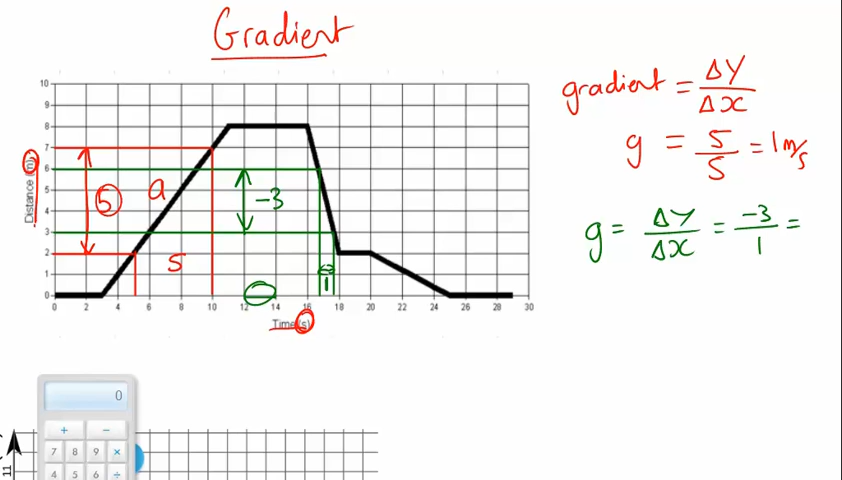 Gradient
gradient = ΔY/Δx
g = 5/5 = 1m/s
g = ΔY/Δx = -3/1 =
10
9
8
7
6
5
4
3
2
1
0
Distance (m)
a
5
5
-3
1
0 2 4 6 8 10 12 14 16 18 20 22 24 26 28 30
Time (s)
0
+ −
7 8 9 ×
4 5 6 ÷
11